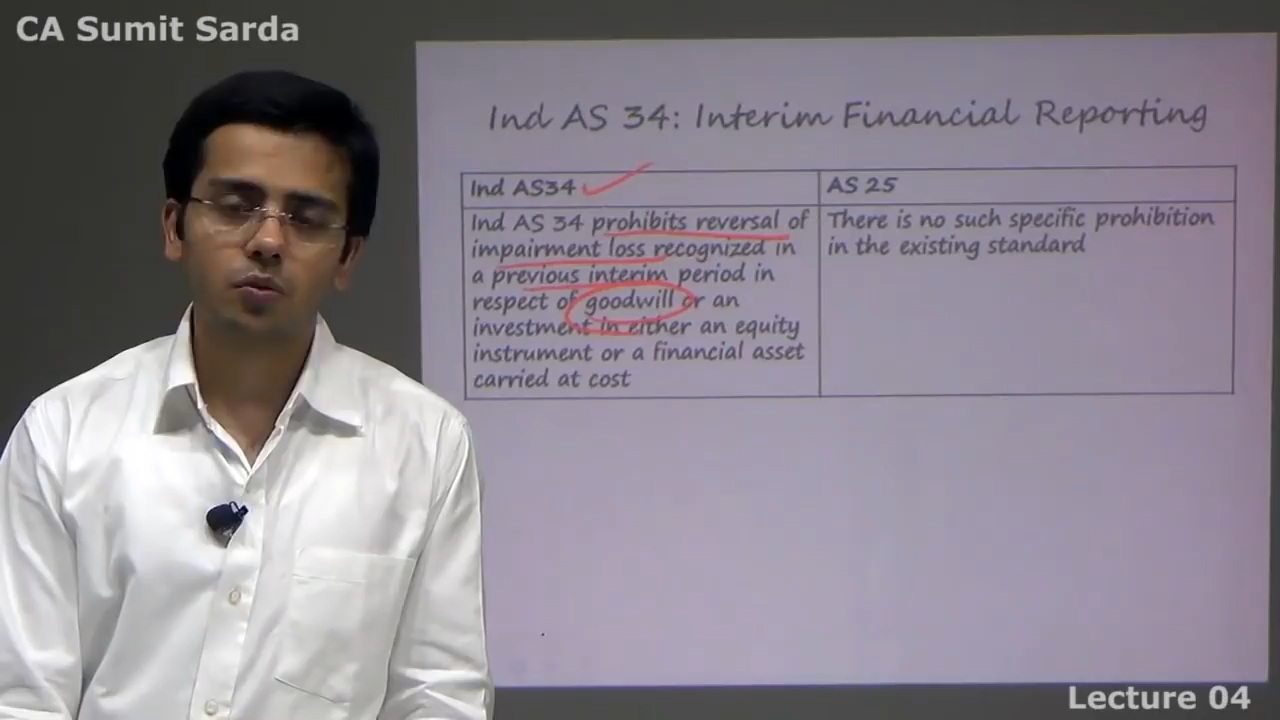 CA Sumit Sarda
Ind AS 34: Interim Financial Reporting
Ind AS34
AS 25
Ind AS 34 prohibits reversal of
impairment loss recognized in
a previous interim period in
respect of goodwill or an
investment in either an equity
instrument or a financial asset
carried at cost
There is no such specific prohibition
in the existing standard
Lecture 04